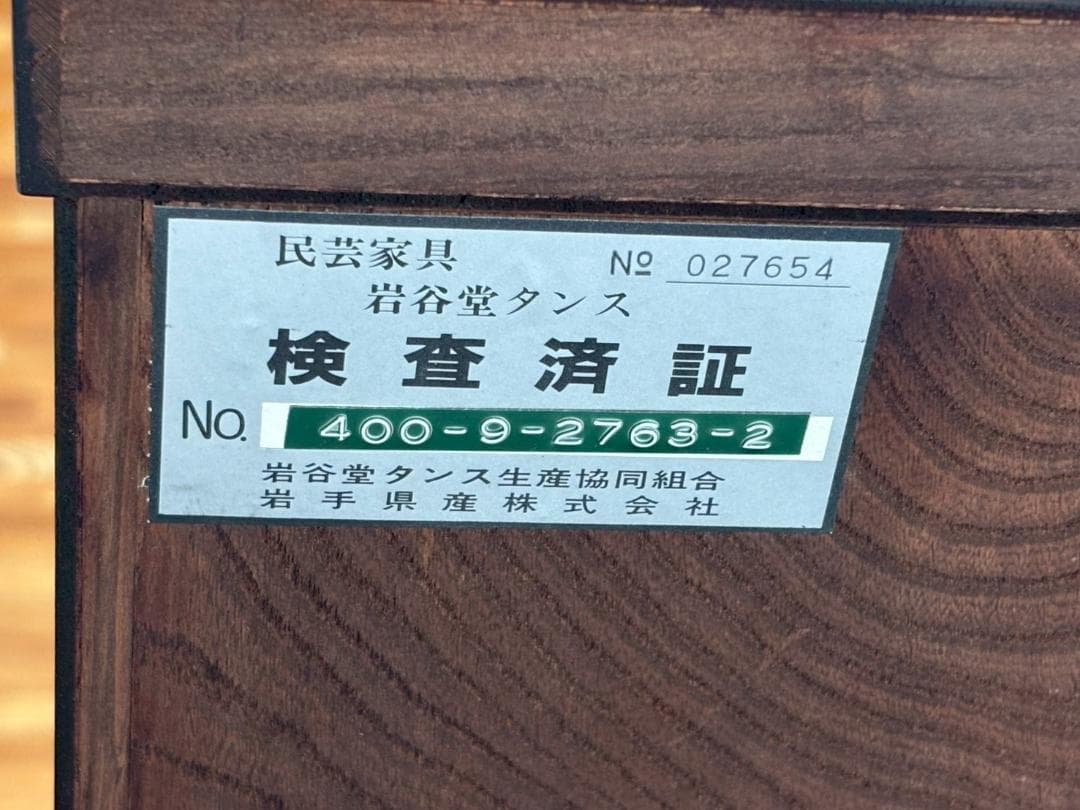 民芸家具
№ 027654
岩谷堂タンス
検査済証
No. 400-9-2763-2
岩谷堂タンス生産協同組合
岩手県産株式会社